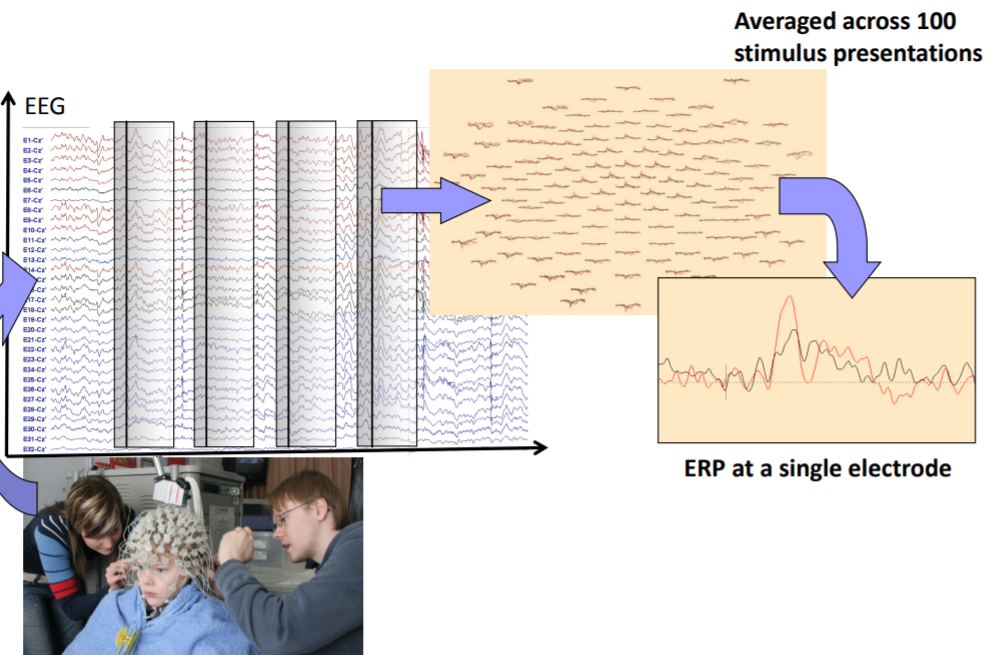 Averaged across 100
stimulus presentations
EEG
E1-Cz'
E2-Cz'
E3-Cz'
E4-Cz'
E5-Cz'
E6-Cz'
E7-Cz'
E8-Cz'
E9-Cz'
E10-Cz'
E11-Cz'
E12-Cz'
E13-Cz'
E14-Cz'
-Cz'
-Cz'
17-Cz'
E18-Cz'
E19-Cz'
E20-Cz'
E21-Cz'
E22-Cz'
E23-Cz'
E24-Cz'
E25-Cz'
E26-Cz'
E27-Cz'
E28-Cz'
E29-Cz'
E30-Cz'
E31-Cz'
E32-Cz'
ERP at a single electrode